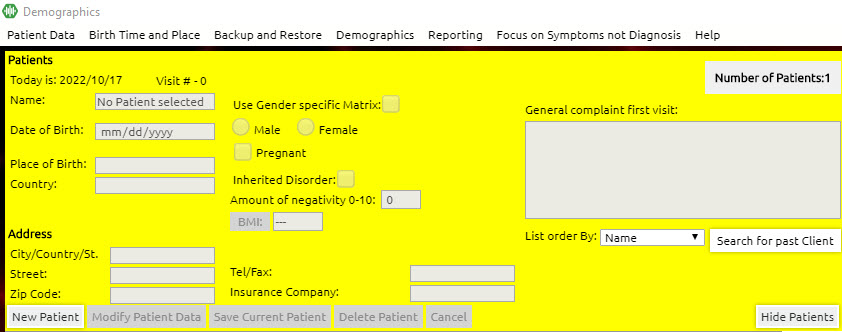 Demographics
Patient Data Birth Time and Place Backup and Restore Demographics Reporting Focus on Symptoms not Diagnosis Help
Patients
Today is: 2022/10/17 Visit # - 0
Number of Patients:1
Name: No Patient selected
Use Gender specific Matrix:
General complaint first visit:
Date of Birth: mm/dd/yyyy
Male Female
Pregnant
Place of Birth:
Country:
Inherited Disorder:
Amount of negativity 0-10: 0
BMI: ---
Address
List order By: Name Search for past Client
City/Country/St.
Street:
Tel/Fax:
Zip Code:
Insurance Company:
New Patient Modify Patient Data Save Current Patient Delete Patient Cancel Hide Patients